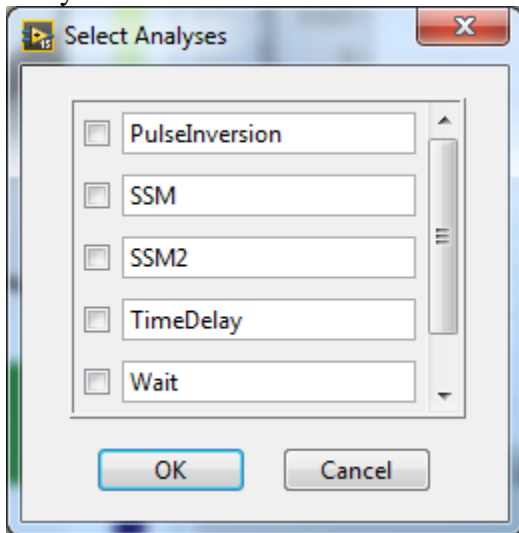 Select Analyses
PulseInversion
SSM
SSM2
TimeDelay
Wait
OK
Cancel